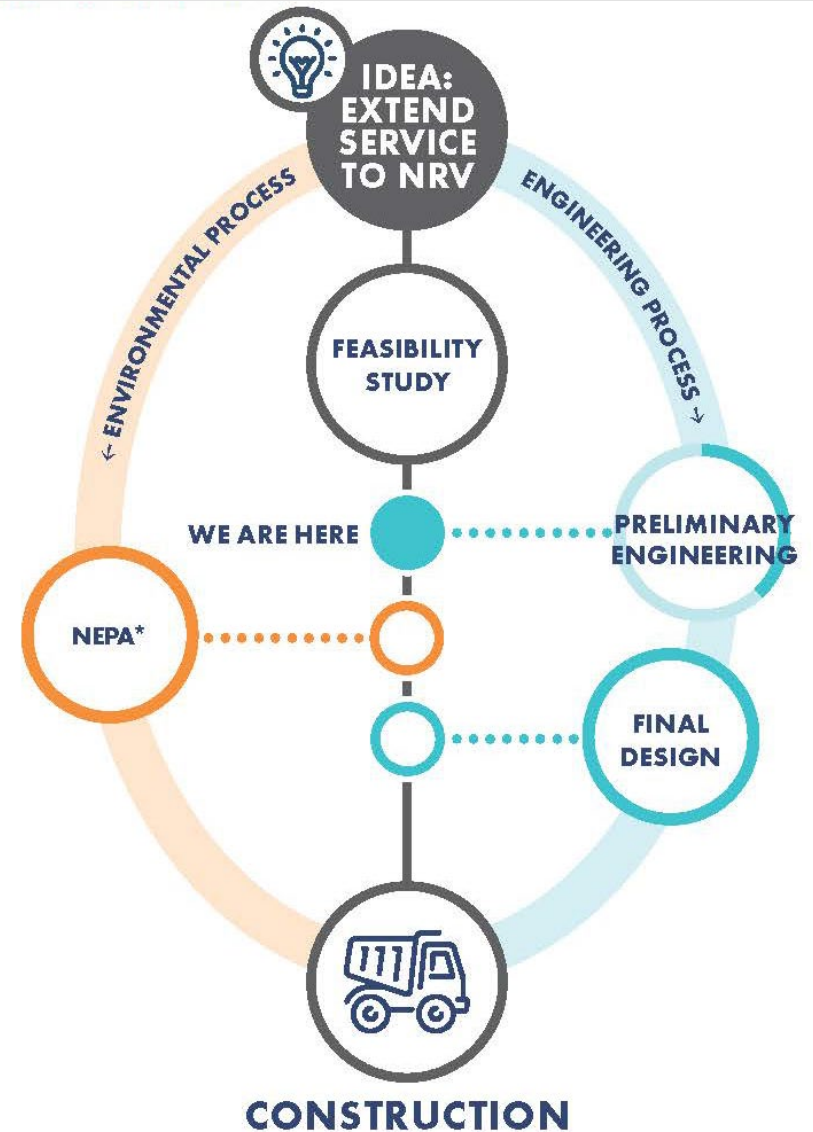 IDEA:
EXTEND
SERVICE
TO NRV
← ENVIRONMENTAL PROCESS
ENGINEERING PROCESS →
FEASIBILITY
STUDY
WE ARE HERE
PRELIMINARY
ENGINEERING
NEPA*
FINAL
DESIGN
CONSTRUCTION